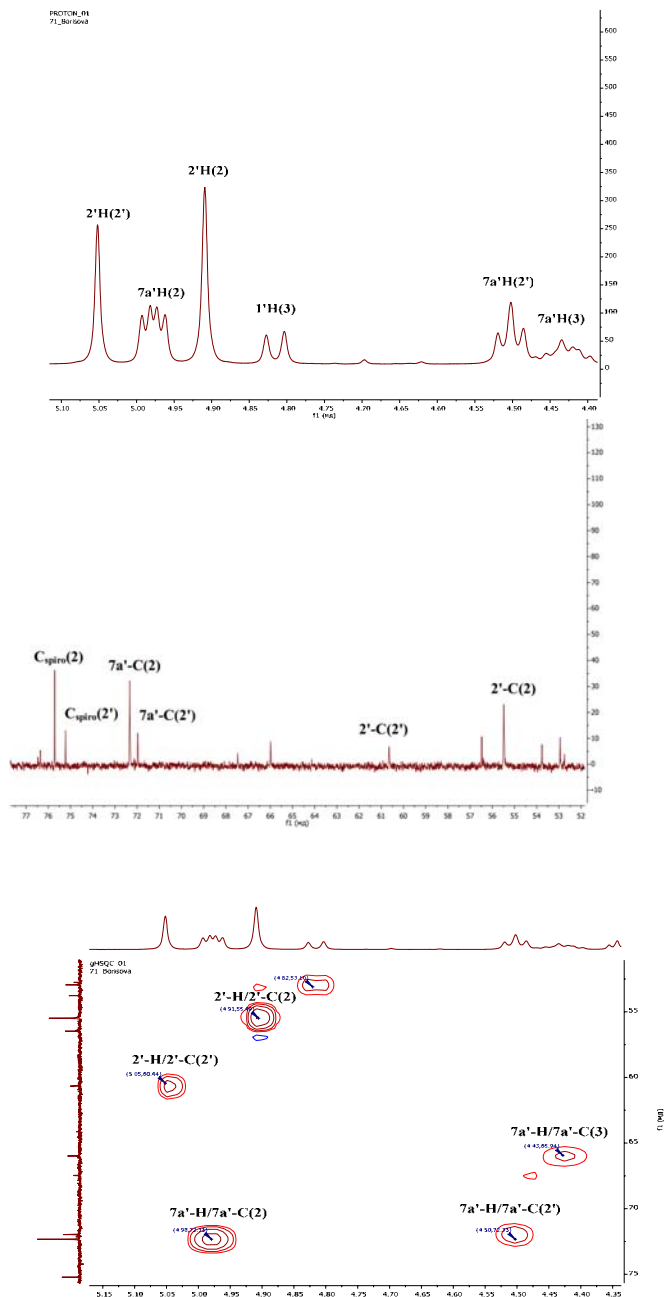 PROTON_01
71_Borisova
600
550
500
450
400
350
300
250
200
150
100
50
0
2'H(2)
2'H(2')
7a'H(2)
1'H(3)
7a'H(2')
7a'H(3)
5.10 5.05 5.00 4.95 4.90 4.85 4.80 4.75 4.70 4.65 4.60 4.55 4.50 4.45 4.40
f1 (мд)
130
120
110
100
90
80
70
60
50
40
30
20
10
0
-10
Cspiro(2)
7a'-C(2)
Cspiro(2')
7a'-C(2')
2'-C(2')
2'-C(2)
77 76 75 74 73 72 71 70 69 68 67 66 65 64 63 62 61 60 59 58 57 56 55 54 53 52
f1 (мд)
gHSQC_01
71_Borisova
2'-H/2'-C(2)
2'-H/2'-C(2')
7a'-H/7a'-C(3)
7a'-H/7a'-C(2)
7a'-H/7a'-C(2')
55
60
65
70
75
f1 (мд)
5.15 5.10 5.05 5.00 4.95 4.90 4.85 4.80 4.75 4.70 4.65 4.60 4.55 4.50 4.45 4.40 4.35